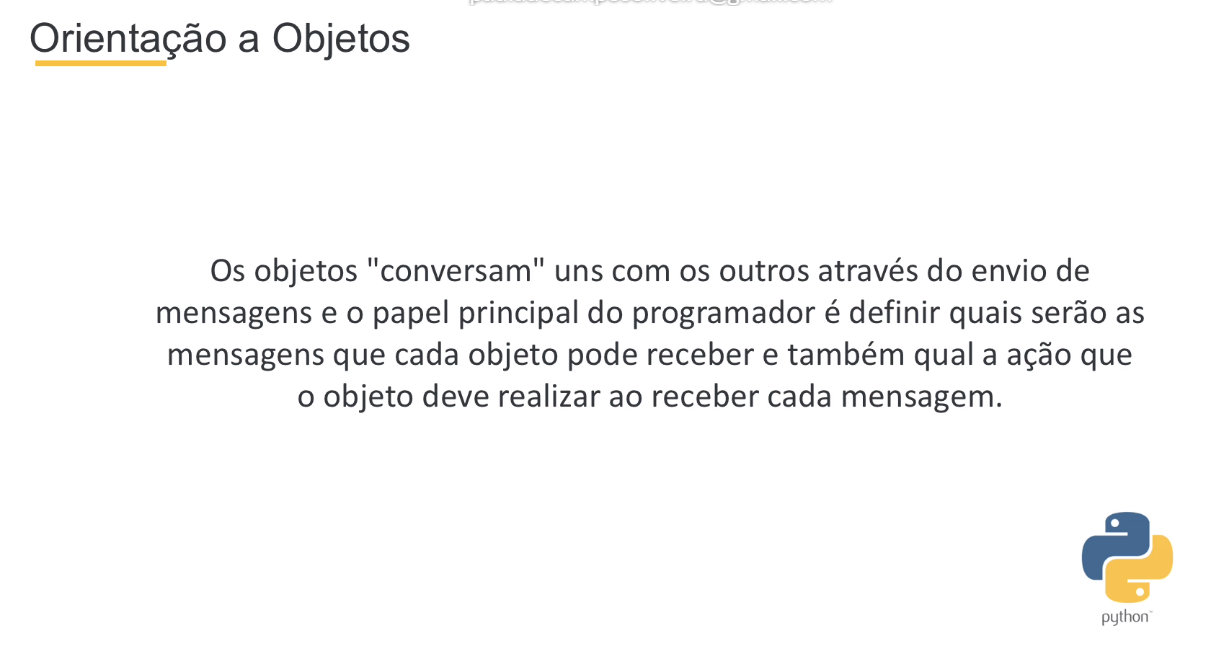 Orientação a Objetos
Os objetos "conversam" uns com os outros através do envio de
mensagens e o papel principal do programador é definir quais serão as
mensagens que cada objeto pode receber e também qual a ação que
o objeto deve realizar ao receber cada mensagem.
python